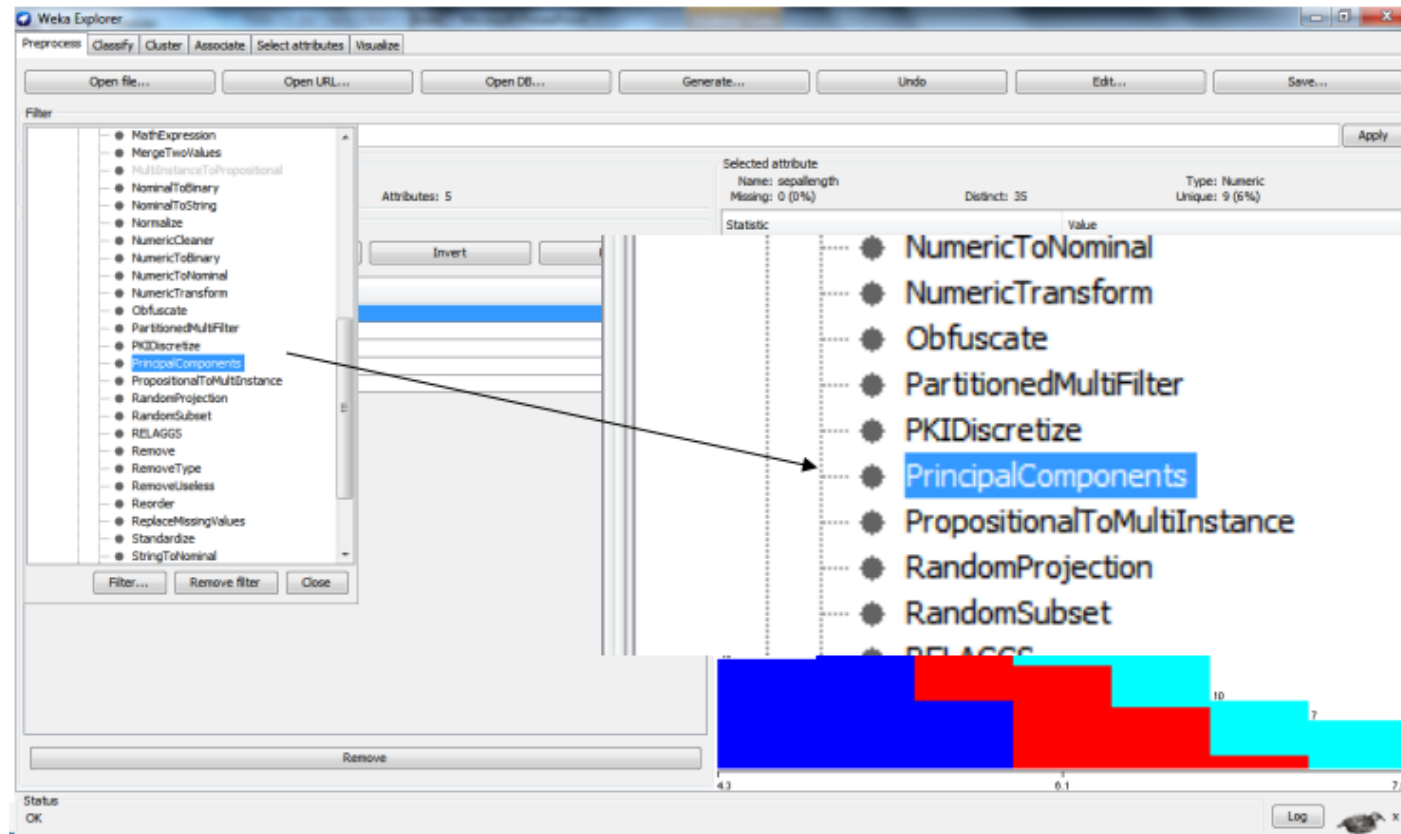 Weka Explorer
Preprocess Classify Cluster Associate Select attributes Visualize
Open file... Open URL... Open DB... Generate... Undo Edit... Save...
Filter
MathExpression
MergeTwoValues
MultiInstanceToPropositional
NominalToBinary
NominalToString
Normalize
NumericCleaner
NumericToBinary
NumericToNominal
NumericTransform
Obfuscate
PartitionedMultiFilter
PKIDiscretize
PrincipalComponents
PropositionalToMultiInstance
RandomProjection
RandomSubset
RELAGGS
Remove
RemoveType
RemoveUseless
Reorder
ReplaceMissingValues
Standardize
StringToNominal
Filter... Remove filter Close
Apply
Attributes: 5
Invert
Selected attribute
Name: sepallength Type: Numeric
Missing: 0 (0%) Distinct: 35 Unique: 9 (6%)
Statistic Value
NumericToNominal
NumericTransform
Obfuscate
PartitionedMultiFilter
PKIDiscretize
PrincipalComponents
PropositionalToMultiInstance
RandomProjection
RandomSubset
RELAGGS
10
7
4.3 6.1
Remove
Status
OK
Log x